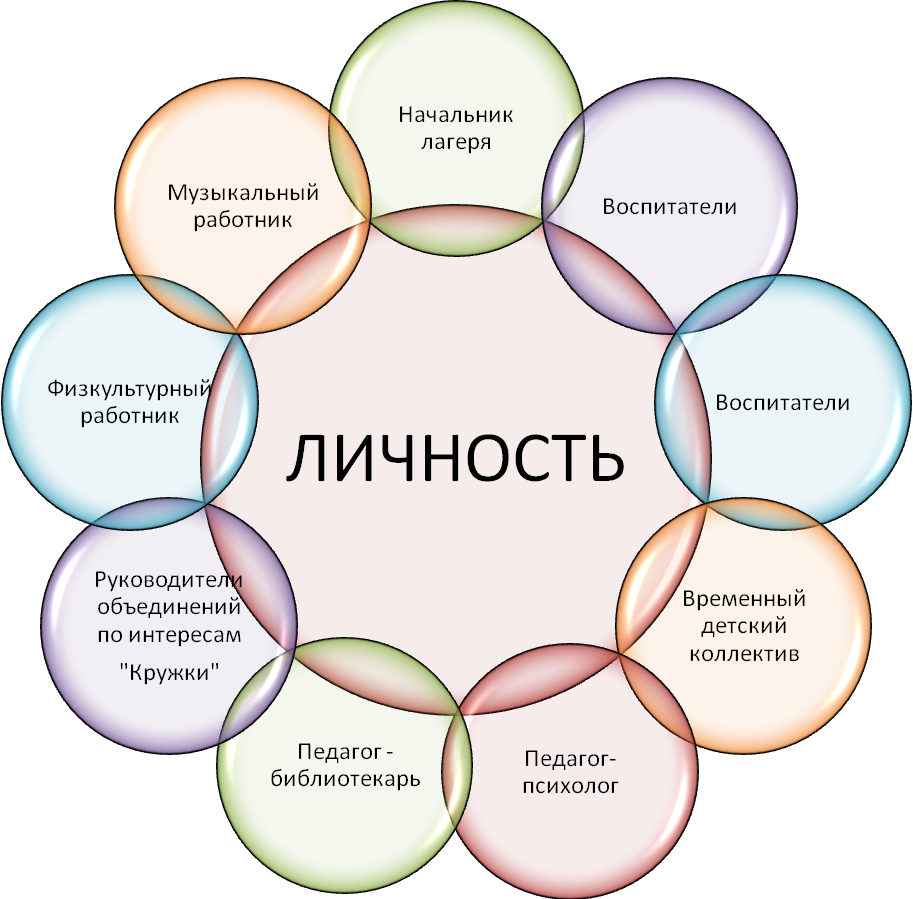 Начальник
лагеря
Воспитатели
Воспитатели
Временный
детский
коллектив
Педагог-
психолог
Педагог -
библиотекарь
Руководители
объединений
по интересам
"Кружки"
Физкультурный
работник
Музыкальный
работник
ЛИЧНОСТЬ